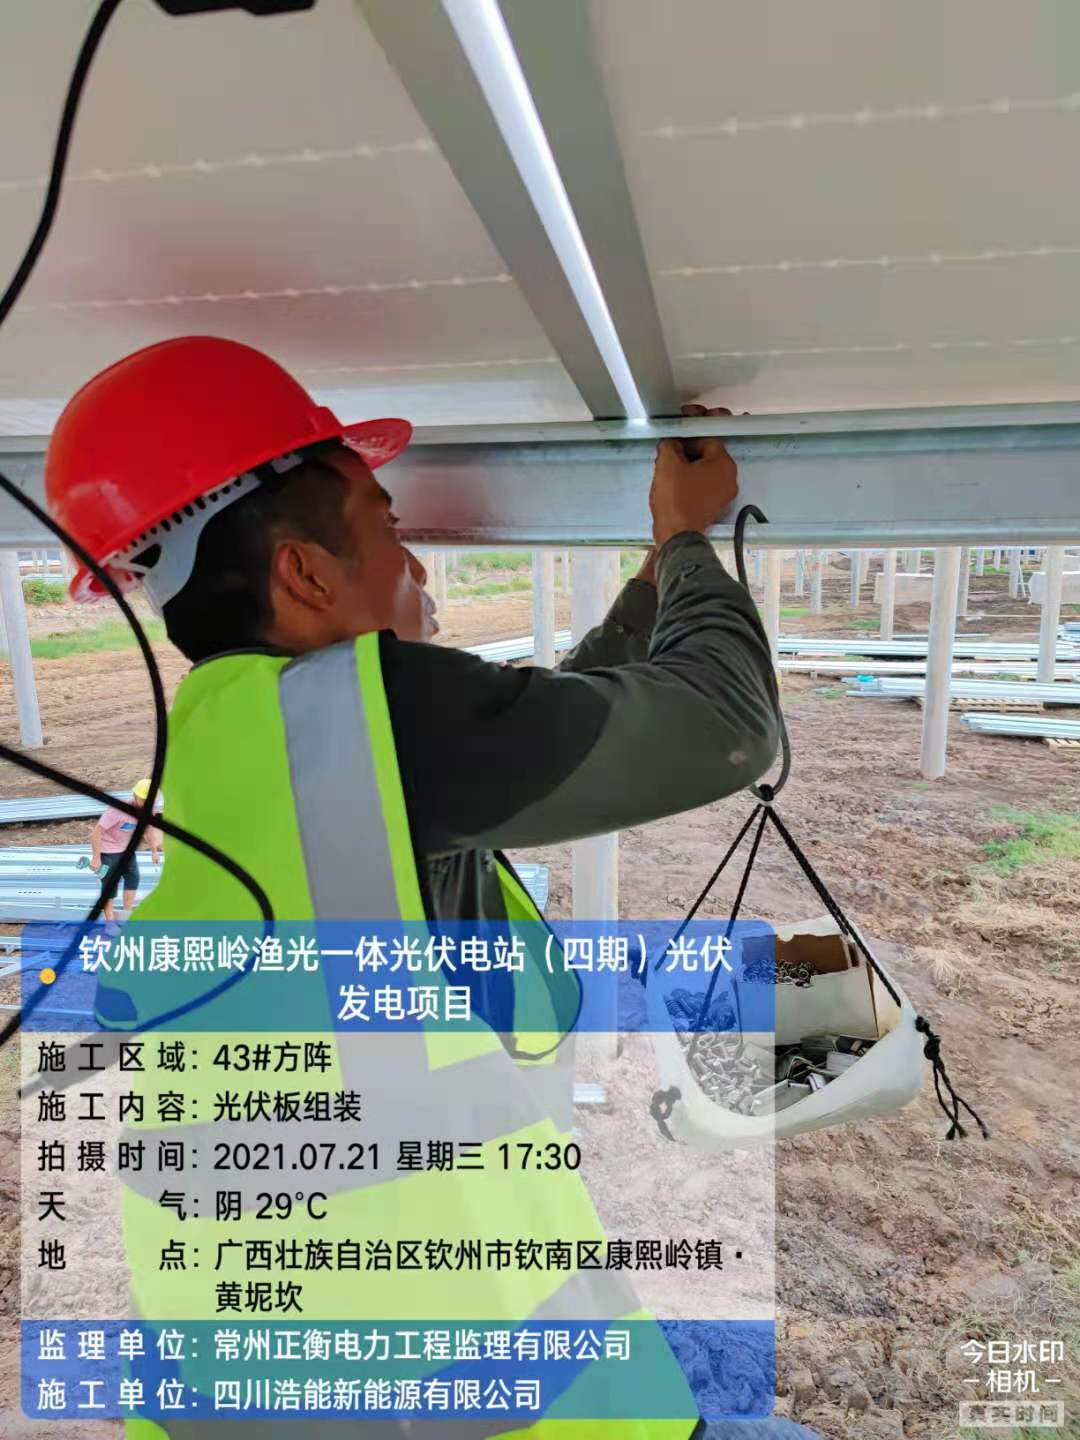 钦州康熙岭渔光一体光伏电站（四期）光伏
发电项目
施工区域：43#方阵
施工内容：光伏板组装
拍摄时间：2021.07.21 星期三 17:30
天气：阴 29°C
地点：广西壮族自治区钦州市钦南区康熙岭镇·
黄坭坎
监理单位：常州正衡电力工程监理有限公司
施工单位：四川浩能新能源有限公司
今日水印
－相机－
真实时间